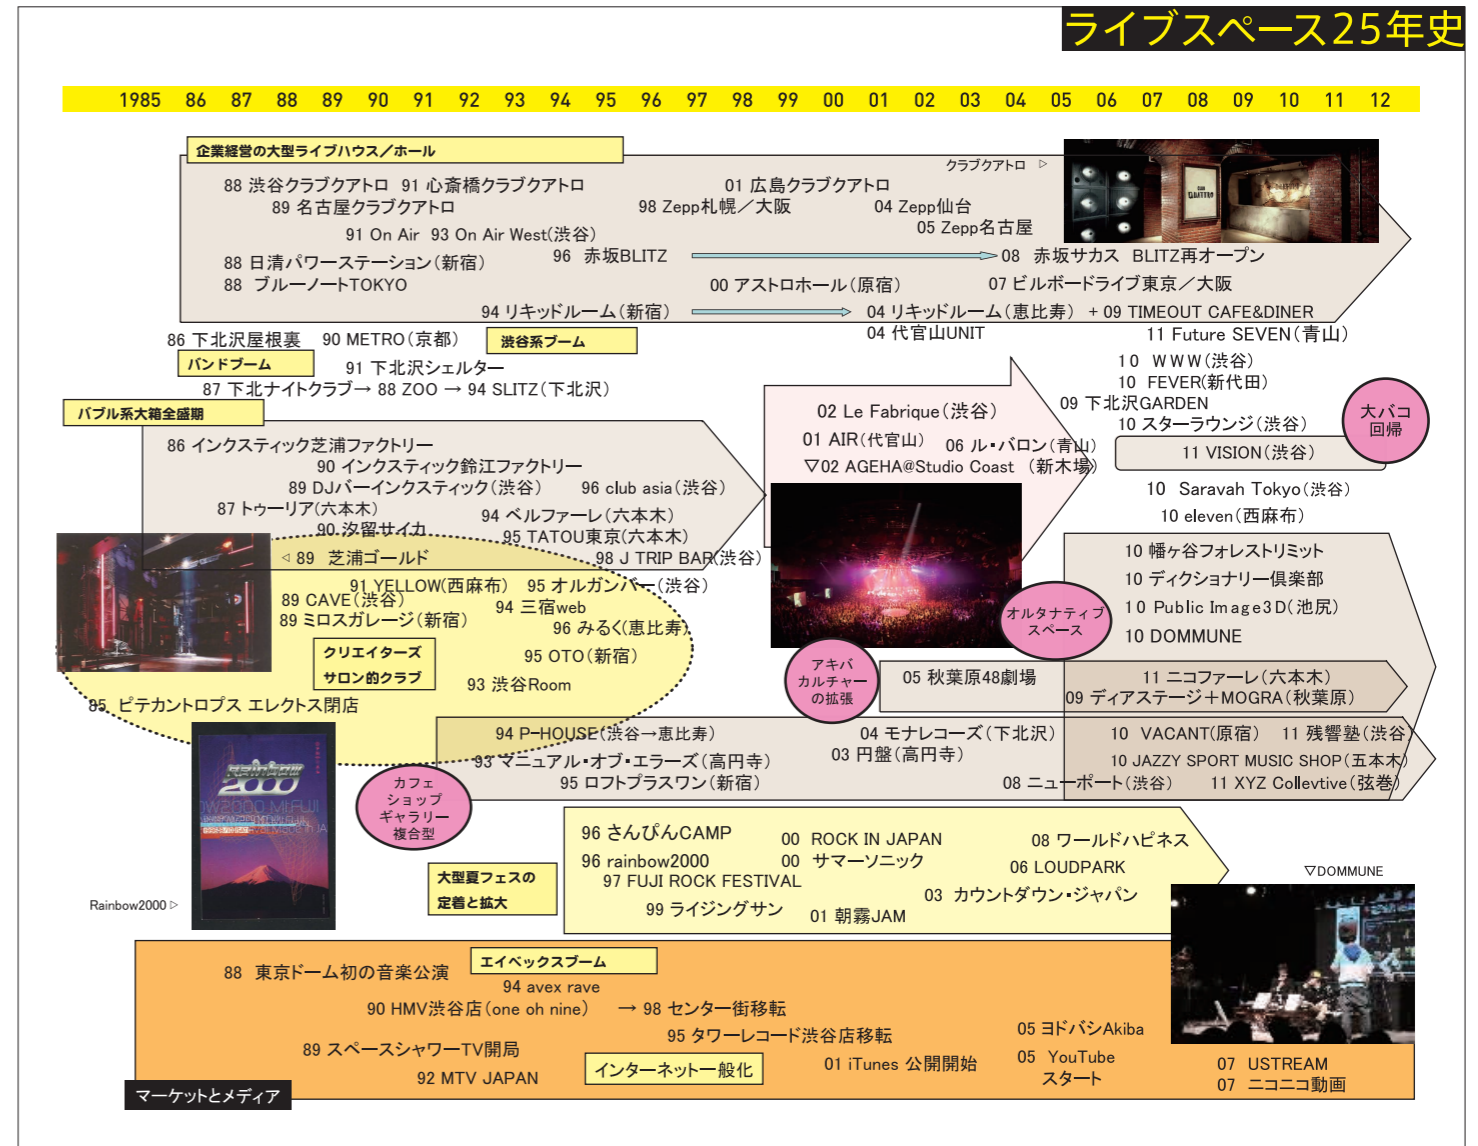 ライブスペース25年史
1985 86 87 88 89 90 91 92 93 94 95 96 97 98 99 00 01 02 03 04 05 06 07 08 09 10 11 12
企業経営の大型ライブハウス／ホール
クラブクアトロ ▷
88 渋谷クラブクアトロ 91 心斎橋クラブクアトロ 01 広島クラブクアトロ
89 名古屋クラブクアトロ 98 Zepp札幌／大阪 04 Zepp仙台
05 Zepp名古屋
91 On Air 93 On Air West(渋谷)
96 赤坂BLITZ 08 赤坂サカス BLITZ再オープン
88 日清パワーステーション(新宿)
88 ブルーノートTOKYO 00 アストロホール(原宿) 07 ビルボードライブ東京／大阪
94 リキッドルーム(新宿) 04 リキッドルーム(恵比寿) + 09 TIMEOUT CAFE&DINER
86 下北沢屋根裏 90 METRO(京都) 渋谷系ブーム 04 代官山UNIT 11 Future SEVEN(青山)
バンドブーム 91 下北沢シェルター 10 WWW(渋谷)
87 下北ナイトクラブ→ 88 ZOO → 94 SLITZ(下北沢) 10 FEVER(新代田)
09 下北沢GARDEN
バブル系大箱全盛期 02 Le Fabrique(渋谷) 10 スターラウンジ(渋谷) 大バコ
回帰
86 インクスティック芝浦ファクトリー 01 AIR(代官山) 06 ル・バロン(青山) 11 VISION(渋谷)
90 インクスティック鈴江ファクトリー ▽02 AGEHA@Studio Coast (新木場)
89 DJバーインクスティック(渋谷) 96 club asia(渋谷) 10 Saravah Tokyo(渋谷)
87 トゥーリア(六本木) 94 ベルファーレ(六本木) 10 eleven(西麻布)
90 汐留サイカ 95 TATOU東京(六本木)
◁ 89 芝浦ゴールド 98 J TRIP BAR(渋谷) 10 幡ヶ谷フォレストリミット
91 YELLOW(西麻布) 95 オルガンバー(渋谷) 10 ディクショナリー倶楽部
89 CAVE(渋谷) 94 三宿web 10 Public Image3D(池尻)
89 ミロスガレージ(新宿) 96 みるく(恵比寿) 10 DOMMUNE
オルタナティブ
スペース
クリエイターズ
サロン的クラブ
95 OTO(新宿)
93 渋谷Room
アキバ
カルチャー
の拡張
05 秋葉原48劇場 11 ニコファーレ(六本木)
09 ディアステージ＋MOGRA(秋葉原)
85 ピテカントロプス エレクトス閉店
94 P-HOUSE(渋谷→恵比寿) 04 モナレコーズ(下北沢) 10 VACANT(原宿) 11 残響塾(渋谷)
93 マニュアル・オブ・エラーズ(高円寺) 03 円盤(高円寺) 10 JAZZY SPORT MUSIC SHOP(五本木)
95 ロフトプラスワン(新宿) 08 ニューポート(渋谷) 11 XYZ Collevtive(弦巻)
カフェ
ショップ
ギャラリー
複合型
96 さんぴんCAMP 00 ROCK IN JAPAN 08 ワールドハピネス
96 rainbow2000 00 サマーソニック 06 LOUDPARK
97 FUJI ROCK FESTIVAL 03 カウントダウン・ジャパン
99 ライジングサン 01 朝霧JAM
大型夏フェスの
定着と拡大
Rainbow2000 ▷
▽DOMMUNE
88 東京ドーム初の音楽公演 エイベックスブーム
94 avex rave
90 HMV渋谷店(one oh nine) → 98 センター街移転
95 タワーレコード渋谷店移転 05 ヨドバシAkiba
89 スペースシャワーTV開局
92 MTV JAPAN インターネット一般化 01 iTunes 公開開始 05 YouTube
スタート
07 USTREAM
07 ニコニコ動画
マーケットとメディア
QUATTRO
2000